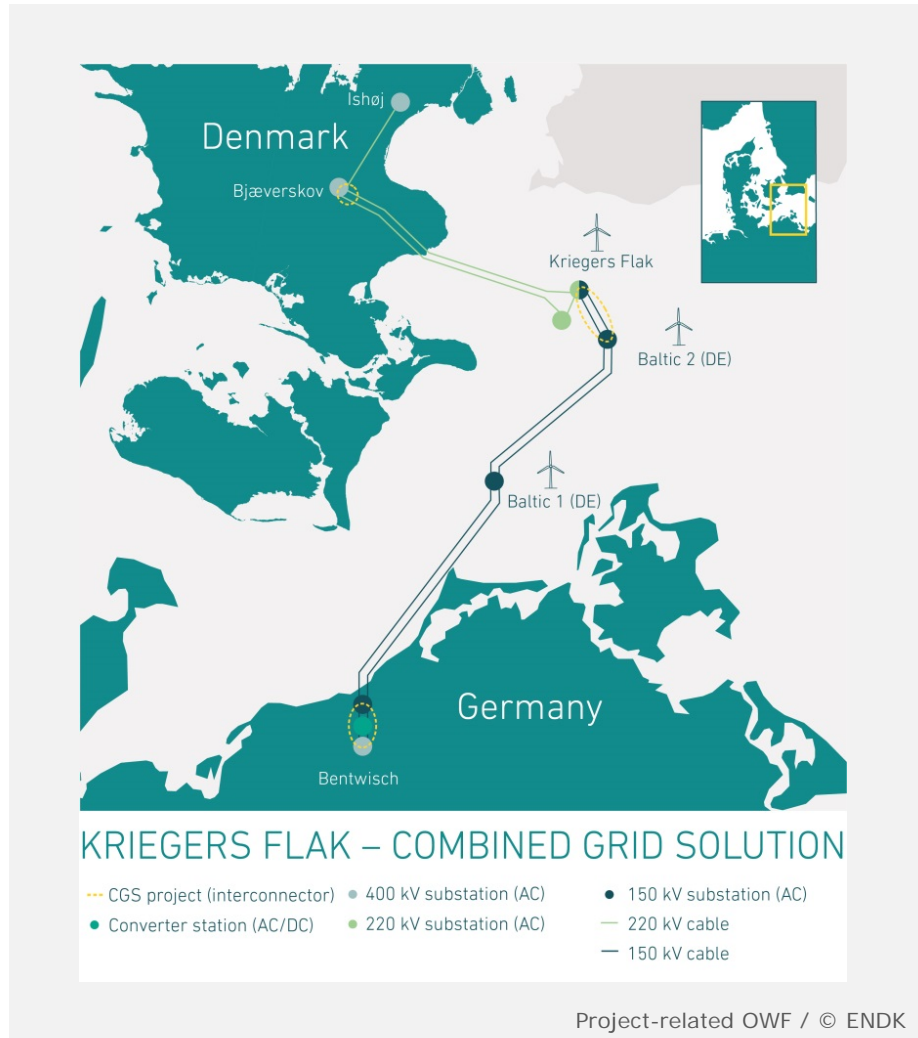 Ishøj
Denmark
Bjæverskov
Kriegers Flak
Baltic 2 (DE)
Baltic 1 (DE)
Germany
Bentwisch
KRIEGERS FLAK – COMBINED GRID SOLUTION
CGS project (interconnector)
400 kV substation (AC)
150 kV substation (AC)
Converter station (AC/DC)
220 kV substation (AC)
220 kV cable
150 kV cable
Project-related OWF / © ENDK